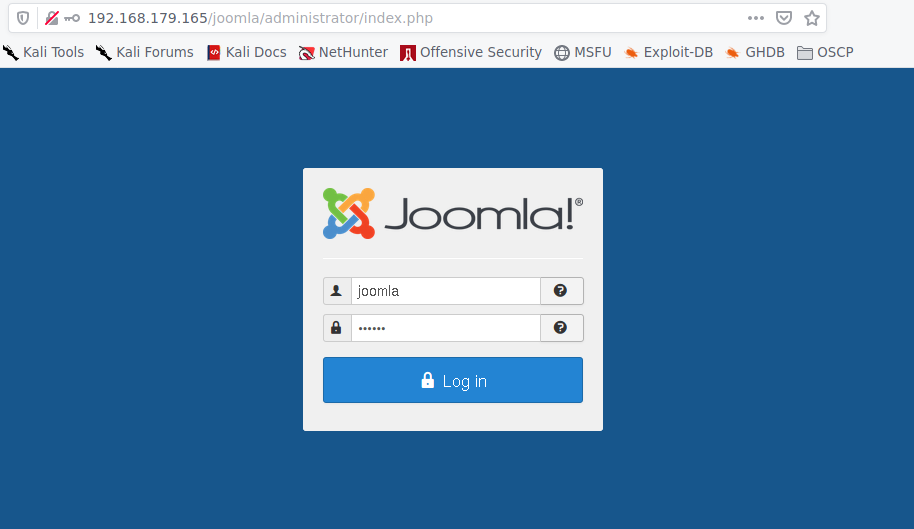 192.168.179.165/joomla/administrator/index.php
Kali Tools Kali Forums Kali Docs NetHunter Offensive Security MSFU Exploit-DB GHDB OSCP
Joomla!®
joomla
••••••
Log in